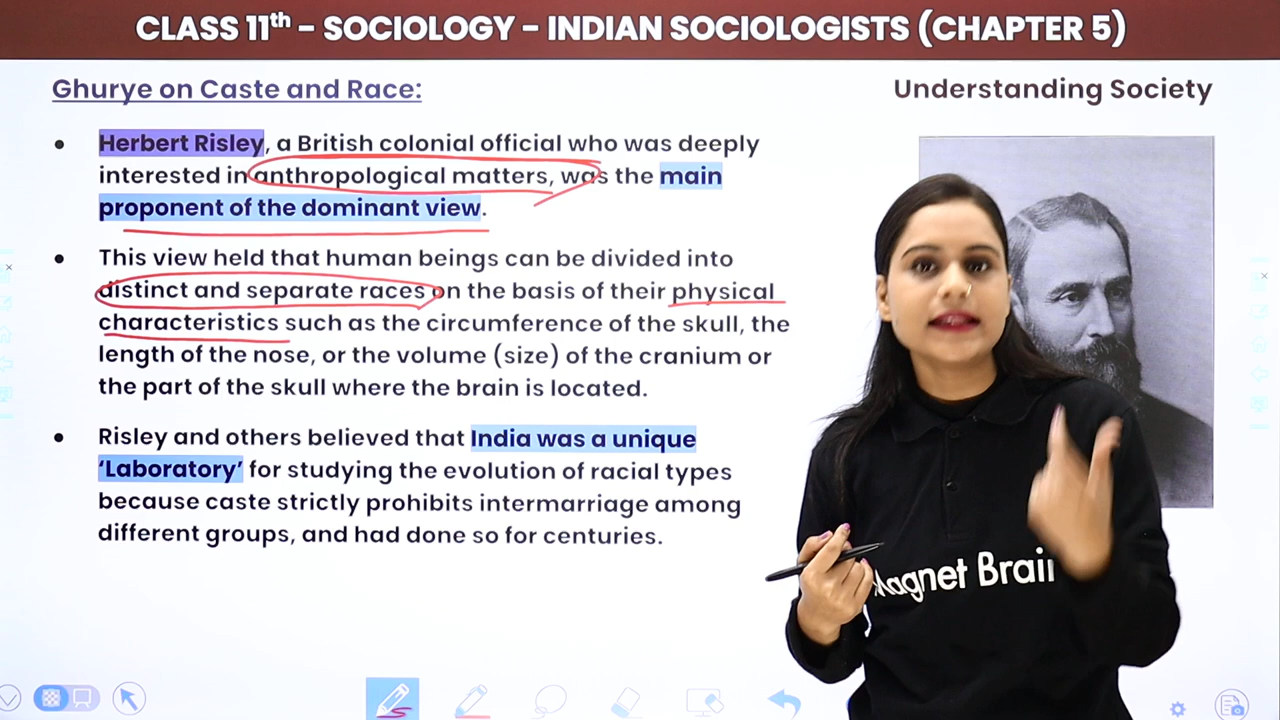 CLASS 11th - SOCIOLOGY - INDIAN SOCIOLOGISTS (CHAPTER 5)
Ghurye on Caste and Race:
Understanding Society
• Herbert Risley, a British colonial official who was deeply
interested in anthropological matters, was the main
proponent of the dominant view.
• This view held that human beings can be divided into
distinct and separate races on the basis of their physical
characteristics such as the circumference of the skull, the
length of the nose, or the volume (size) of the cranium or
the part of the skull where the brain is located.
• Risley and others believed that India was a unique
‘Laboratory’ for studying the evolution of racial types
because caste strictly prohibits intermarriage among
different groups, and had done so for centuries.
Magnet Brain